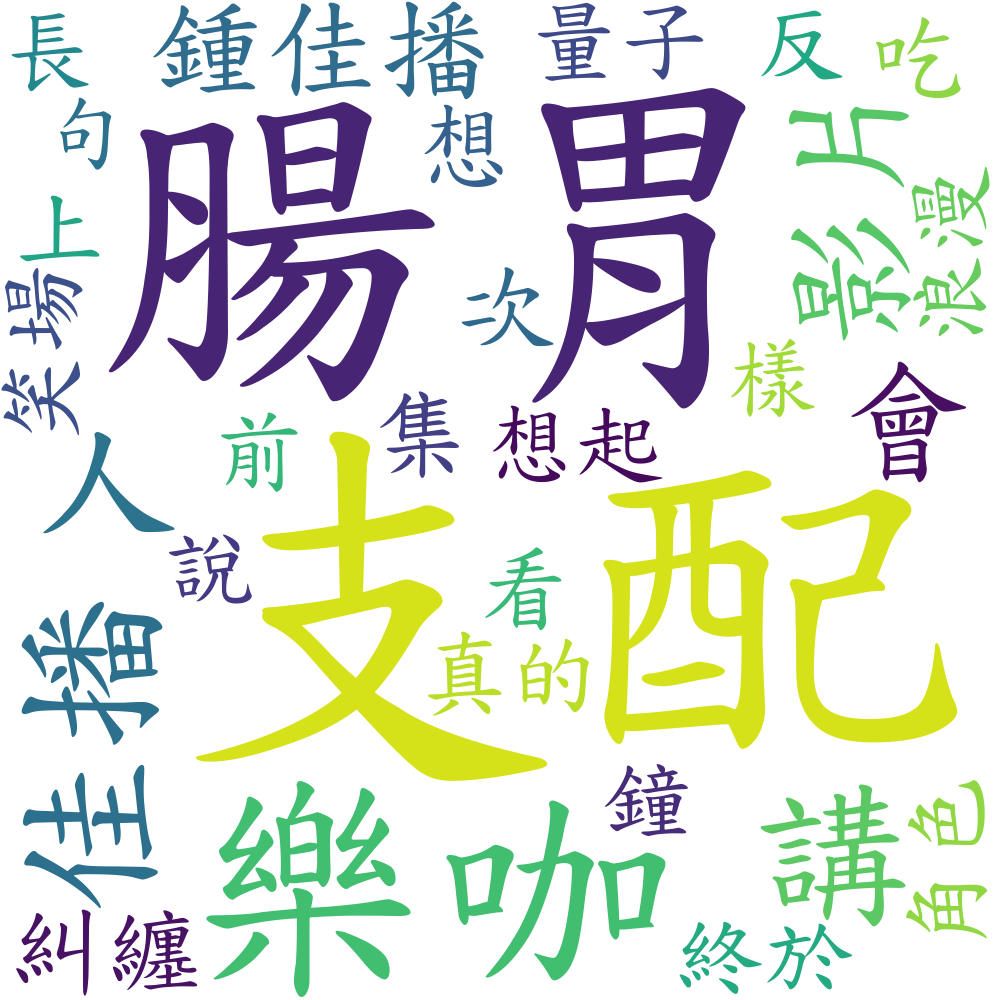 長
鍾佳播
量子
反
吃
句
腸胃
想
影片
浪漫
上
笑場
次
樣
會
人
前
集
想起
支配
說
看
真的
佳播
樂咖
鐘
講
角色
糾纏
終於